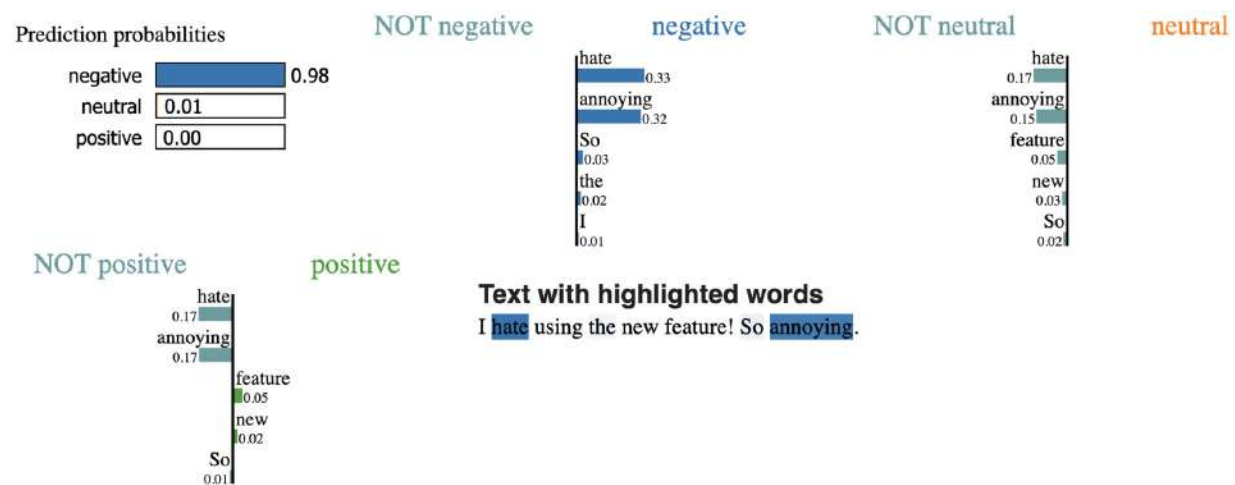 Prediction probabilities
negative 0.98
neutral 0.01
positive 0.00
NOT negative negative
hate
0.33
annoying
0.32
So
0.03
the
0.02
I
0.01
NOT neutral neutral
hate
0.17
annoying
0.15
feature
0.05
new
0.03
So
0.02
NOT positive positive
hate
0.17
annoying
0.17
feature
0.05
new
0.02
So
0.01
Text with highlighted words
I hate using the new feature! So annoying.